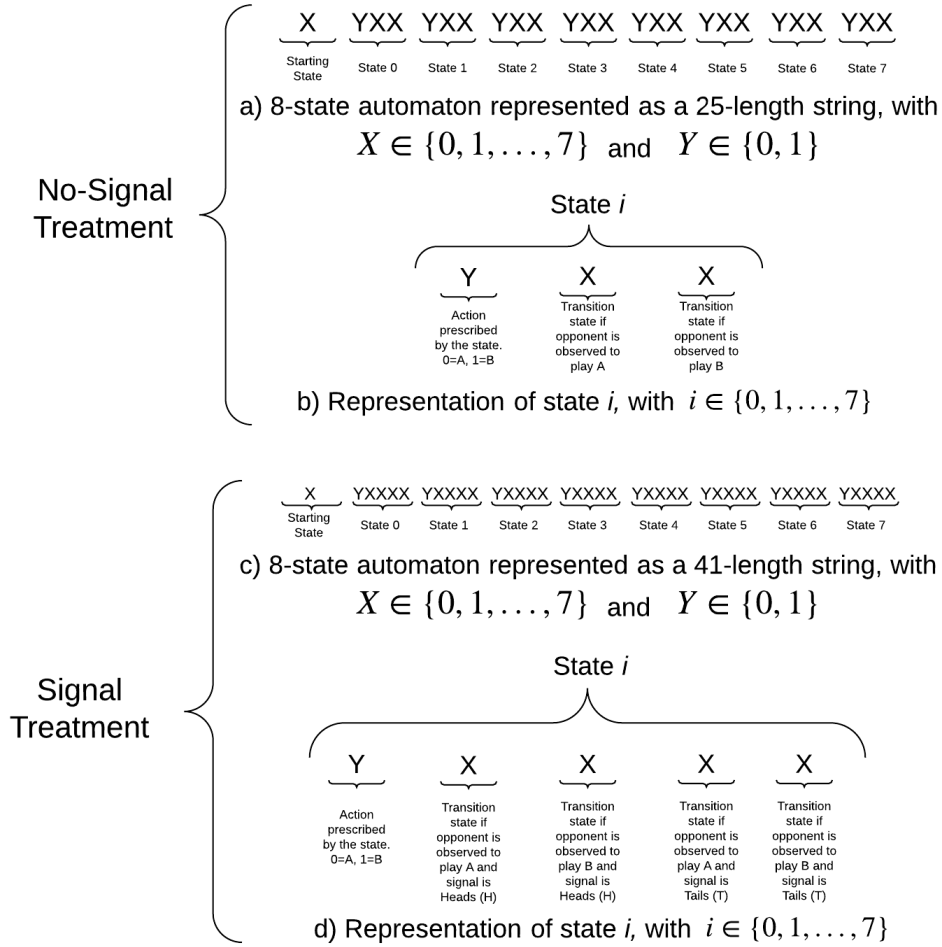 X YXX YXX YXX YXX YXX YXX YXX YXX
Starting State State 0 State 1 State 2 State 3 State 4 State 5 State 6 State 7
a) 8-state automaton represented as a 25-length string, with
X ∈ {0, 1, . . . , 7} and Y ∈ {0, 1}
No-Signal
Treatment
State i
Y X X
Action
prescribed
by the state.
0=A, 1=B
Transition
state if
opponent is
observed to
play A
Transition
state if
opponent is
observed to
play B
b) Representation of state i, with i ∈ {0, 1, . . . , 7}
X YXXXX YXXXX YXXXX YXXXX YXXXX YXXXX YXXXX YXXXX
Starting State State 0 State 1 State 2 State 3 State 4 State 5 State 6 State 7
c) 8-state automaton represented as a 41-length string, with
X ∈ {0, 1, . . . , 7} and Y ∈ {0, 1}
Signal
Treatment
State i
Y X X X X
Action
prescribed
by the state.
0=A, 1=B
Transition
state if
opponent is
observed to
play A and
signal is
Heads (H)
Transition
state if
opponent is
observed to
play B and
signal is
Heads (H)
Transition
state if
opponent is
observed to
play A and
signal is
Tails (T)
Transition
state if
opponent is
observed to
play B and
signal is
Tails (T)
d) Representation of state i, with i ∈ {0, 1, . . . , 7}